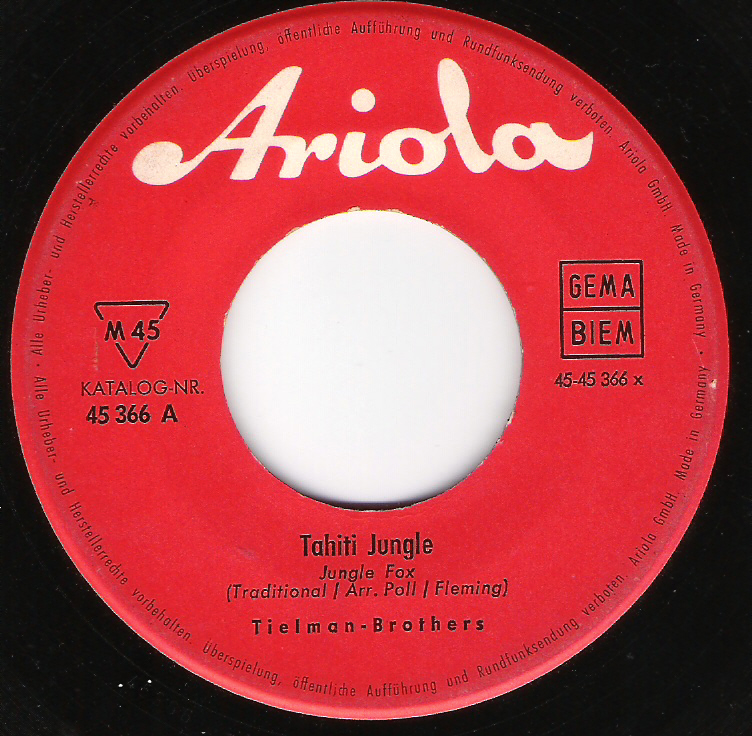 Alle Urheber- und Herstellerrechte vorbehalten. Überspielung, öffentliche Aufführung und Rundfunksendung verboten. Ariola GmbH. Made in Germany •
Ariola
M 45
KATALOG-NR.
45 366 A
GEMA
BIEM
45-45 366 x
Tahiti Jungle
Jungle Fox
(Traditional / Arr. Poll / Fleming)
Tielman-Brothers
Alle Urheber- und Herstellerrechte vorbehalten. Überspielung, öffentliche Aufführung und Rundfunksendung verboten. Ariola GmbH. Made in Germany •